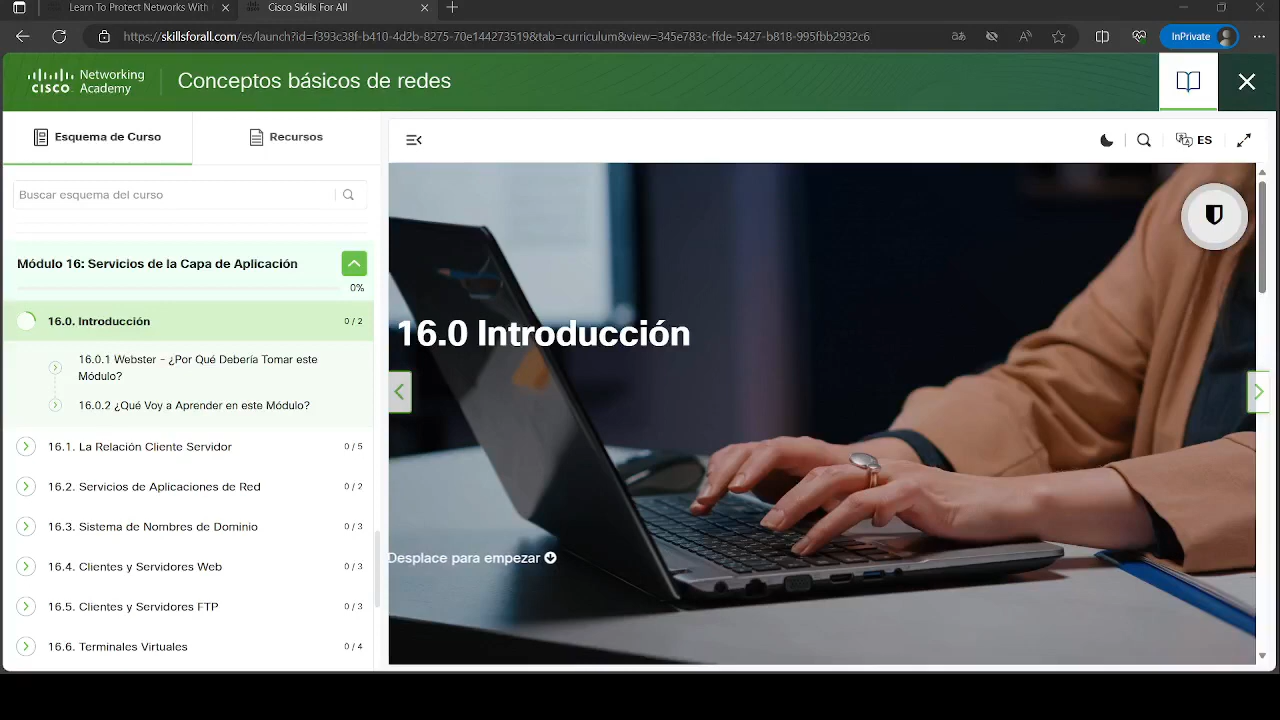 Learn To Protect Networks With
Cisco Skills For All
https://skillsforall.com/es/launch?id=f393c38f-b410-4d2b-8275-70e144273519&tab=curriculum&view=345e783c-ffde-5427-b818-995fbb2932c6
InPrivate
CISCO Networking Academy
Conceptos básicos de redes
Esquema de Curso
Recursos
ES
Buscar esquema del curso
Módulo 16: Servicios de la Capa de Aplicación
0%
16.0. Introducción 0 / 2
16.0.1 Webster – ¿Por Qué Debería Tomar este
Módulo?
16.0.2 ¿Qué Voy a Aprender en este Módulo?
16.1. La Relación Cliente Servidor 0 / 5
16.2. Servicios de Aplicaciones de Red 0 / 2
16.3. Sistema de Nombres de Dominio 0 / 3
16.4. Clientes y Servidores Web 0 / 3
16.5. Clientes y Servidores FTP 0 / 3
16.6. Terminales Virtuales 0 / 4
16.0 Introducción
Desplace para empezar